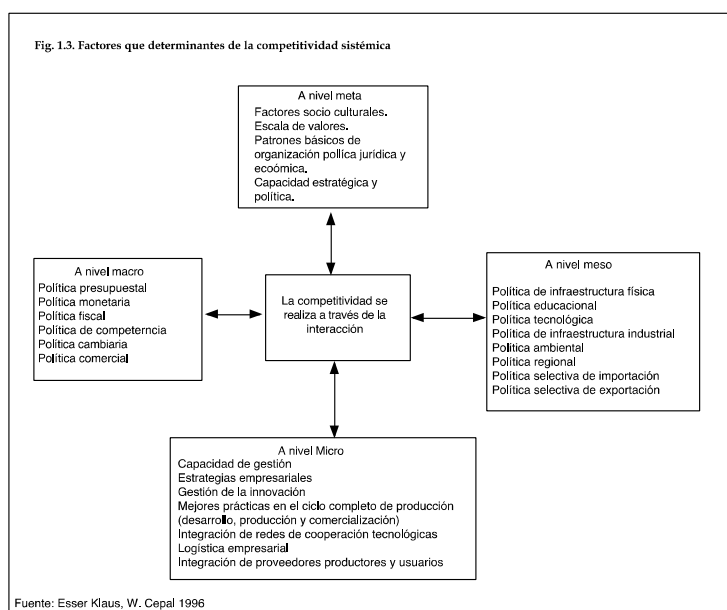 Fig. 1.3. Factores que determinantes de la competitividad sistémica
A nivel meta
Factores socio culturales.
Escala de valores.
Patrones básicos de
organización pollíca jurídica y
ecoómica.
Capacidad estratégica y
política.
A nivel macro
Política presupuestal
Política monetaria
Política fiscal
Política de competerncia
Política cambiaria
Política comercial
La competitividad se
realiza a través de la
interacción
A nivel meso
Política de infraestructura física
Política educacional
Política tecnológica
Política de infraestructura industrial
Política ambiental
Política regional
Política selectiva de importación
Política selectiva de exportación
A nivel Micro
Capacidad de gestión
Estrategias empresariales
Gestión de la innovación
Mejores prácticas en el ciclo completo de producción
(desarrollo, producción y comercialización)
Integración de redes de cooperación tecnológicas
Logística empresarial
Integración de proveedores productores y usuarios
Fuente: Esser Klaus, W. Cepal 1996